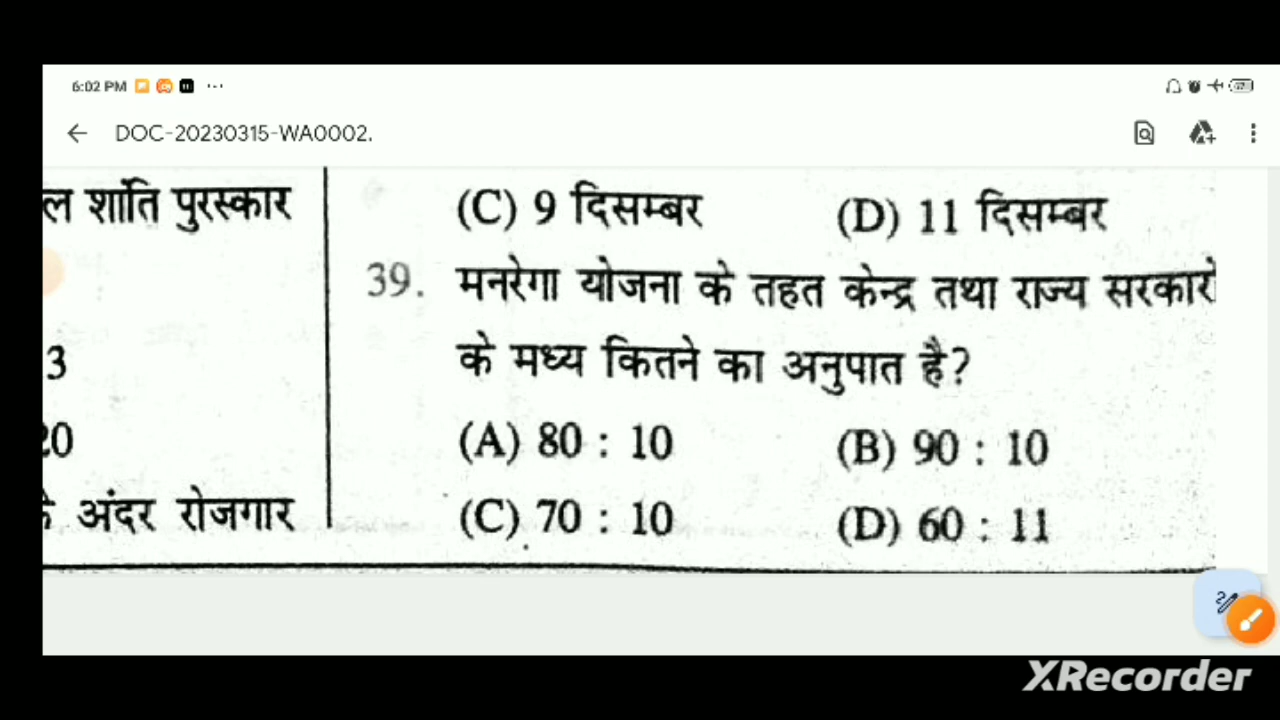 6:02 PM
DOC-20230315-WA0002.
ल शांति पुरस्कार
3
20
के अंदर रोजगार
(C) 9 दिसम्बर (D) 11 दिसम्बर
39. मनरेगा योजना के तहत केन्द्र तथा राज्य सरकारो
के मध्य कितने का अनुपात है?
(A) 80 : 10 (B) 90 : 10
(C) 70 : 10 (D) 60 : 11
XRecorder